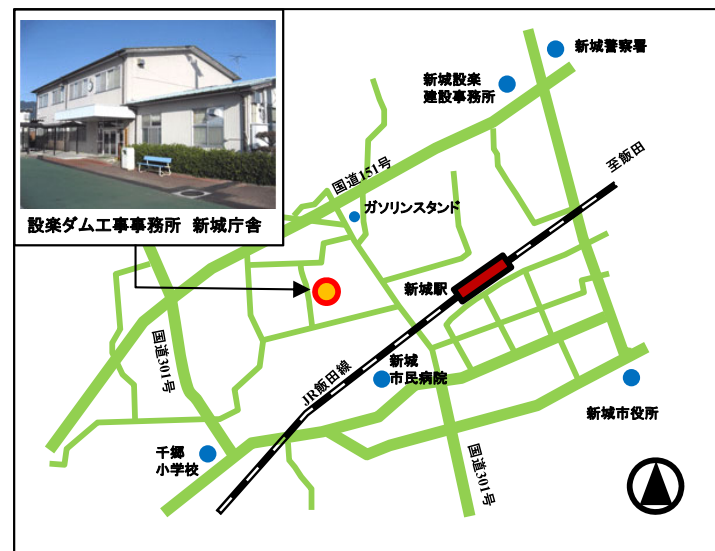 新城警察署
新城設楽
建設事務所
至飯田
国道151号
ガソリンスタンド
設楽ダム工事事務所 新城庁舎
新城駅
国道301号
JR飯田線
新城
市民病院
新城市役所
千郷
小学校
国道301号